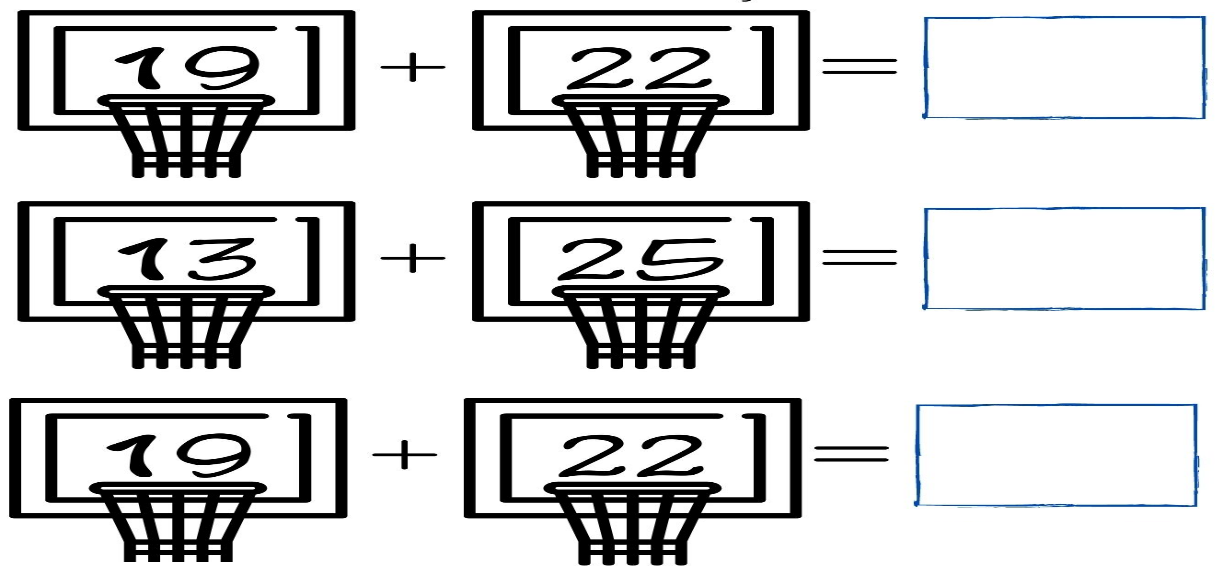 19 + 22 =
13 + 25 =
19 + 22 =